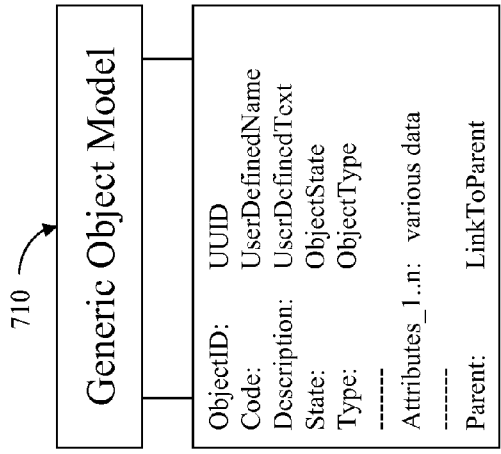 710
Generic Object Model
ObjectID: UUID
Code: UserDefinedName
Description: UserDefinedText
State: ObjectState
Type: ObjectType
-------
Attributes_1..n: various data
-------
Parent: LinkToParent